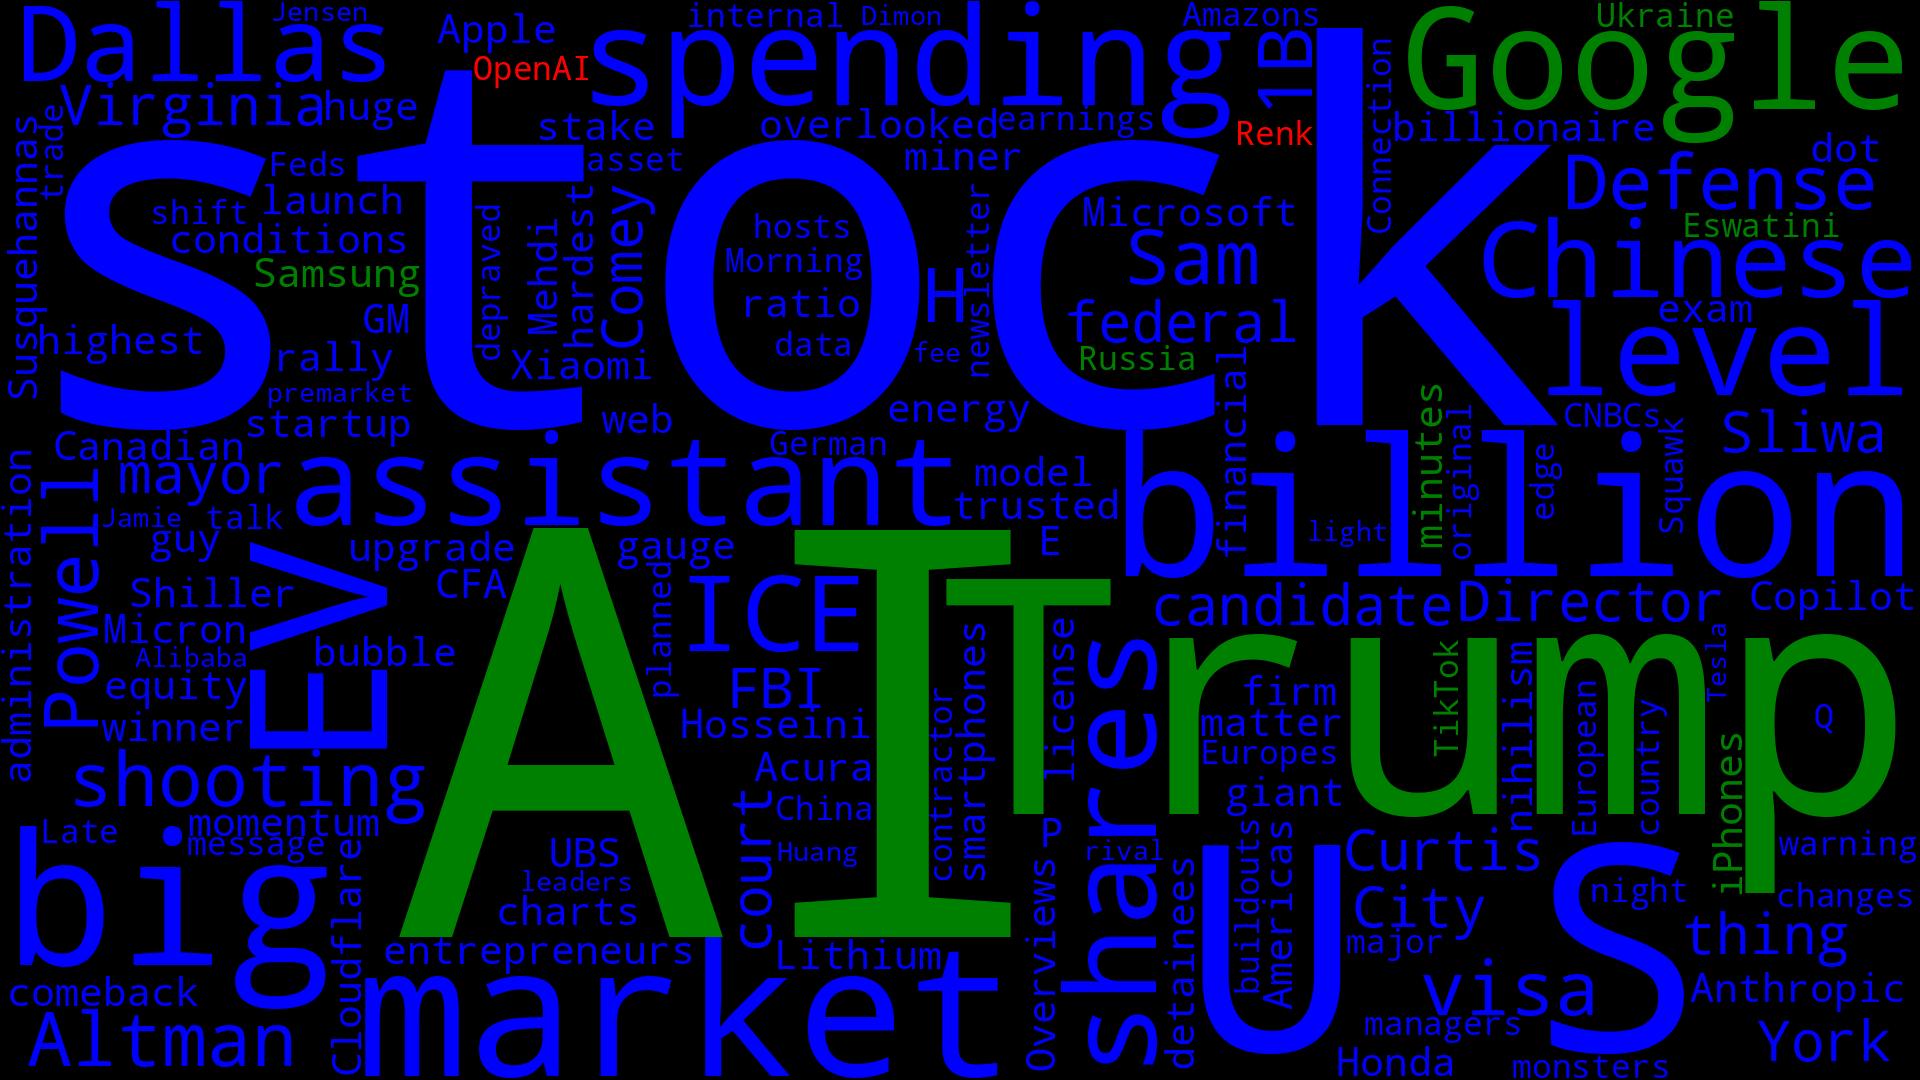 Dallas
Jensen
Apple
internal
Dimon
spending
Amazons
1B
Google
Ukraine
OpenAI
Virginia
huge
stake
overlooked
earnings
Renk
Connection
billionaire
dot
trade
Susquehannas
stock
Feds
asset
miner
Defense
shift
launch
conditions
Samsung
depraved
Mehdi
hardest
Comey
hosts
Morning
ratio
data
H
fee
newsletter
Microsoft
Sam
federal
Russia
Eswatini
Chinese
exam
level
highest
GM
rally
premarket
startup
Xiaomi
web
energy
financial
minutes
original
CNBCs
Squawk
Sliwa
Canadian
mayor
assistant
German
model
trusted
billion
edge
light
administration
Powell
Jamie
talk
guy
upgrade
gauge
E
CFA
Shiller
Micron
Alibaba
EV
bubble
equity
winner
AI
planned
ICE
FBI
Hosseini
Trump
candidate
Director
Copilot
license
smartphones
contractor
shares
firm
matter
Europes
giant
TikTok
nihilism
European
country
Tesla
Q
iPhones
shooting
Acura
China
court
Huang
P
rival
Late
momentum
message
big
Cloudflare
UBS
leaders
charts
entrepreneurs
market
Lithium
Overviews
detainees
buildouts
Americas
US
Curtis
City
major
visa
managers
Honda
monsters
night
warning
changes
thing
Anthropic
York
comeback
Altman